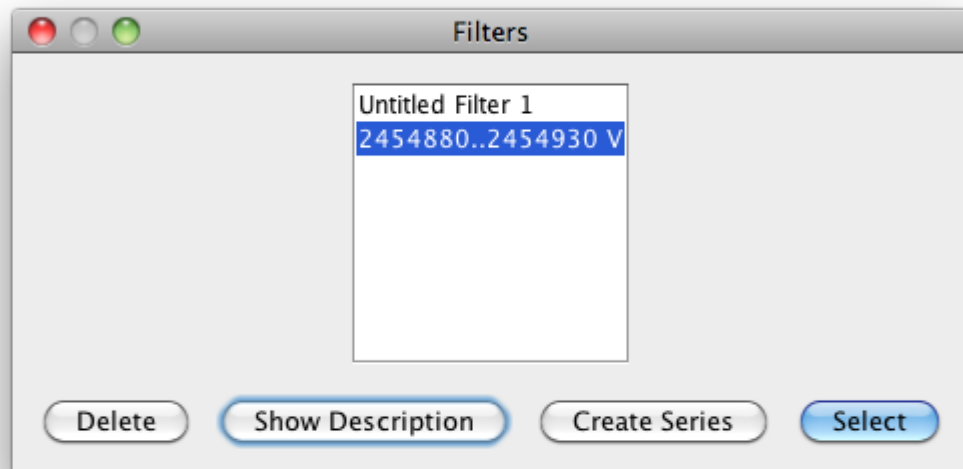 Filters
Untitled Filter 1
2454880..2454930 V
Delete
Show Description
Create Series
Select